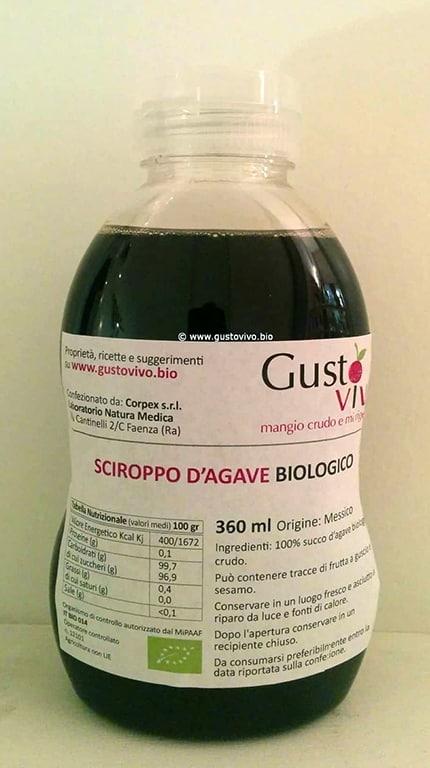 © www.gustovivo.bio
Proprietà, ricette e suggerimenti
su www.gustovivo.bio
Gusto
viv
mangio crudo e
Confezionato da: Corpex s.r.l.
Laboratorio Natura Medica
Cantinelli 2/C Faenza (Ra)
SCIROPPO D'AGAVE BIOLOGICO
Tabella Nutrizionale (valori medi) 100 gr
Valore Energetico Kcal Kj 400/1672
Proteine (g) 0,1
Carboidrati (g) 99,7
di cui zuccheri (g) 96,9
Grassi (g) 0,4
di cui saturi (g) 0,0
Sale (g) <0,1
Organismo di controllo autorizzato dal MiPAAF
IT BIO 014
Operatore controllato
n. 12101
Agricoltura non UE
360 ml Origine: Messico
Ingredienti: 100% succo d'agave biolog
crudo.
Può contenere tracce di frutta a guscio
sesamo.
Conservare in un luogo fresco e asciutto
riparo da luce e fonti di calore.
Dopo l'apertura conservare in un
recipiente chiuso.
Da consumarsi preferibilmente entro la
data riportata sulla confezione.